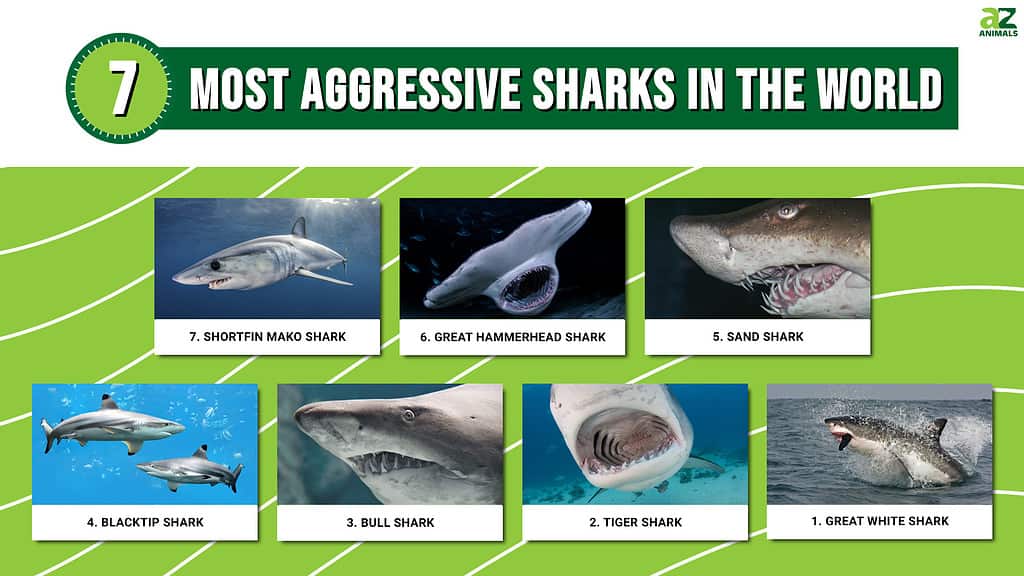 az
ANIMALS
7
MOST AGGRESSIVE SHARKS IN THE WORLD
7. SHORTFIN MAKO SHARK
6. GREAT HAMMERHEAD SHARK
5. SAND SHARK
4. BLACKTIP SHARK
3. BULL SHARK
2. TIGER SHARK
1. GREAT WHITE SHARK